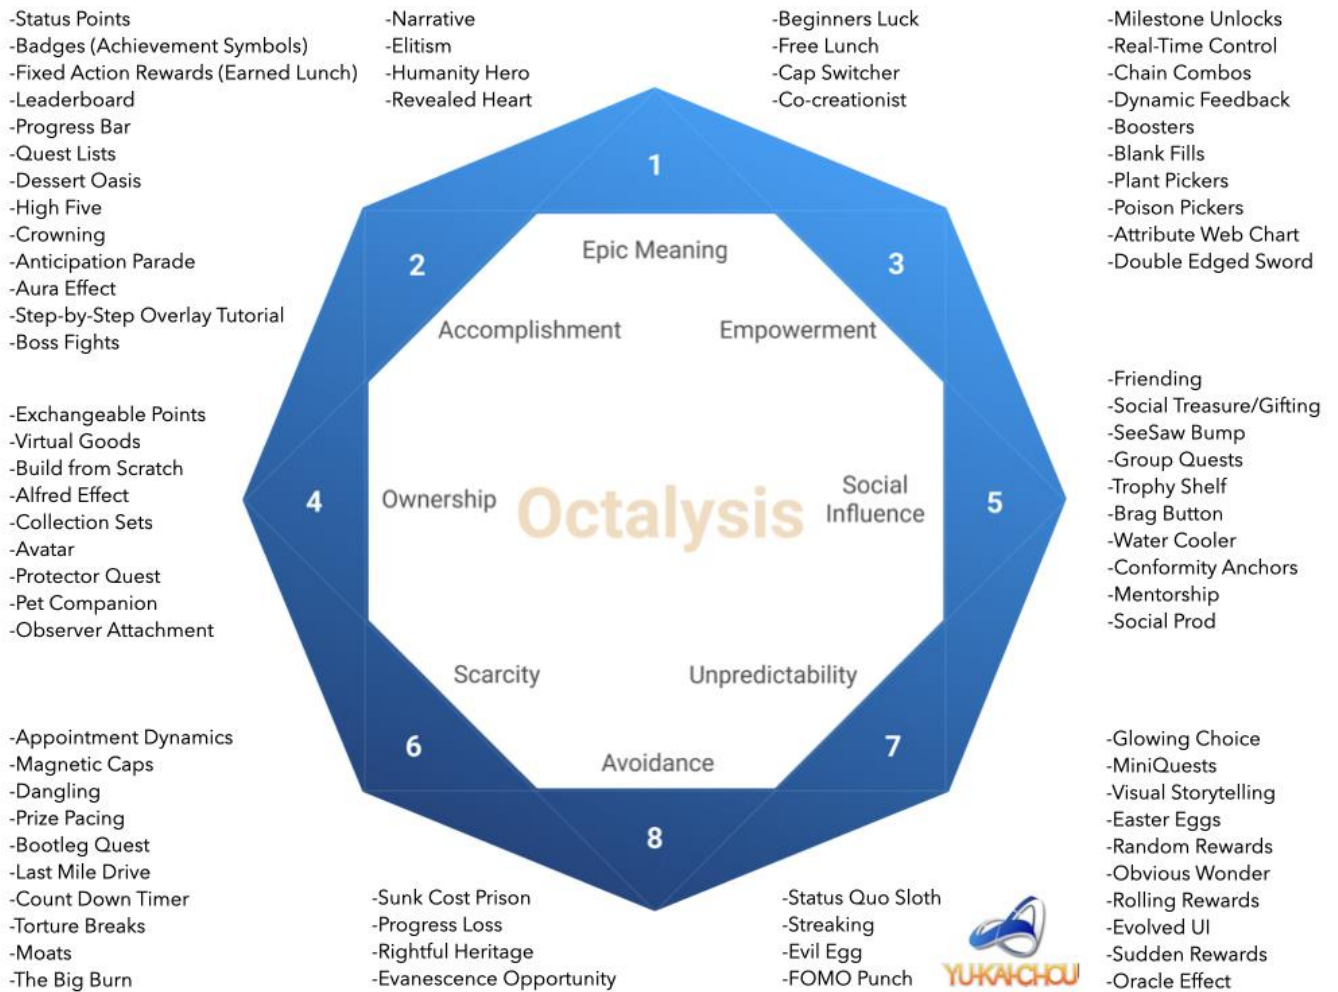 -Status Points
-Badges (Achievement Symbols)
-Fixed Action Rewards (Earned Lunch)
-Leaderboard
-Progress Bar
-Quest Lists
-Dessert Oasis
-High Five
-Crowning
-Anticipation Parade
-Aura Effect
-Step-by-Step Overlay Tutorial
-Boss Fights
-Narrative
-Elitism
-Humanity Hero
-Revealed Heart
-Beginners Luck
-Free Lunch
-Cap Switcher
-Co-creationist
-Milestone Unlocks
-Real-Time Control
-Chain Combos
-Dynamic Feedback
-Boosters
-Blank Fills
-Plant Pickers
-Poison Pickers
-Attribute Web Chart
-Double Edged Sword
1
Epic Meaning
2
Accomplishment
3
Empowerment
4
Ownership
Octalysis
Social
Influence
5
6
Scarcity
Unpredictability
7
Avoidance
8
-Exchangeable Points
-Virtual Goods
-Build from Scratch
-Alfred Effect
-Collection Sets
-Avatar
-Protector Quest
-Pet Companion
-Observer Attachment
-Friending
-Social Treasure/Gifting
-SeeSaw Bump
-Group Quests
-Trophy Shelf
-Brag Button
-Water Cooler
-Conformity Anchors
-Mentorship
-Social Prod
-Appointment Dynamics
-Magnetic Caps
-Dangling
-Prize Pacing
-Bootleg Quest
-Last Mile Drive
-Count Down Timer
-Torture Breaks
-Moats
-The Big Burn
-Sunk Cost Prison
-Progress Loss
-Rightful Heritage
-Evanescence Opportunity
-Status Quo Sloth
-Streaking
-Evil Egg
-FOMO Punch
YU-KAI-CHOU
-Glowing Choice
-MiniQuests
-Visual Storytelling
-Easter Eggs
-Random Rewards
-Obvious Wonder
-Rolling Rewards
-Evolved UI
-Sudden Rewards
-Oracle Effect